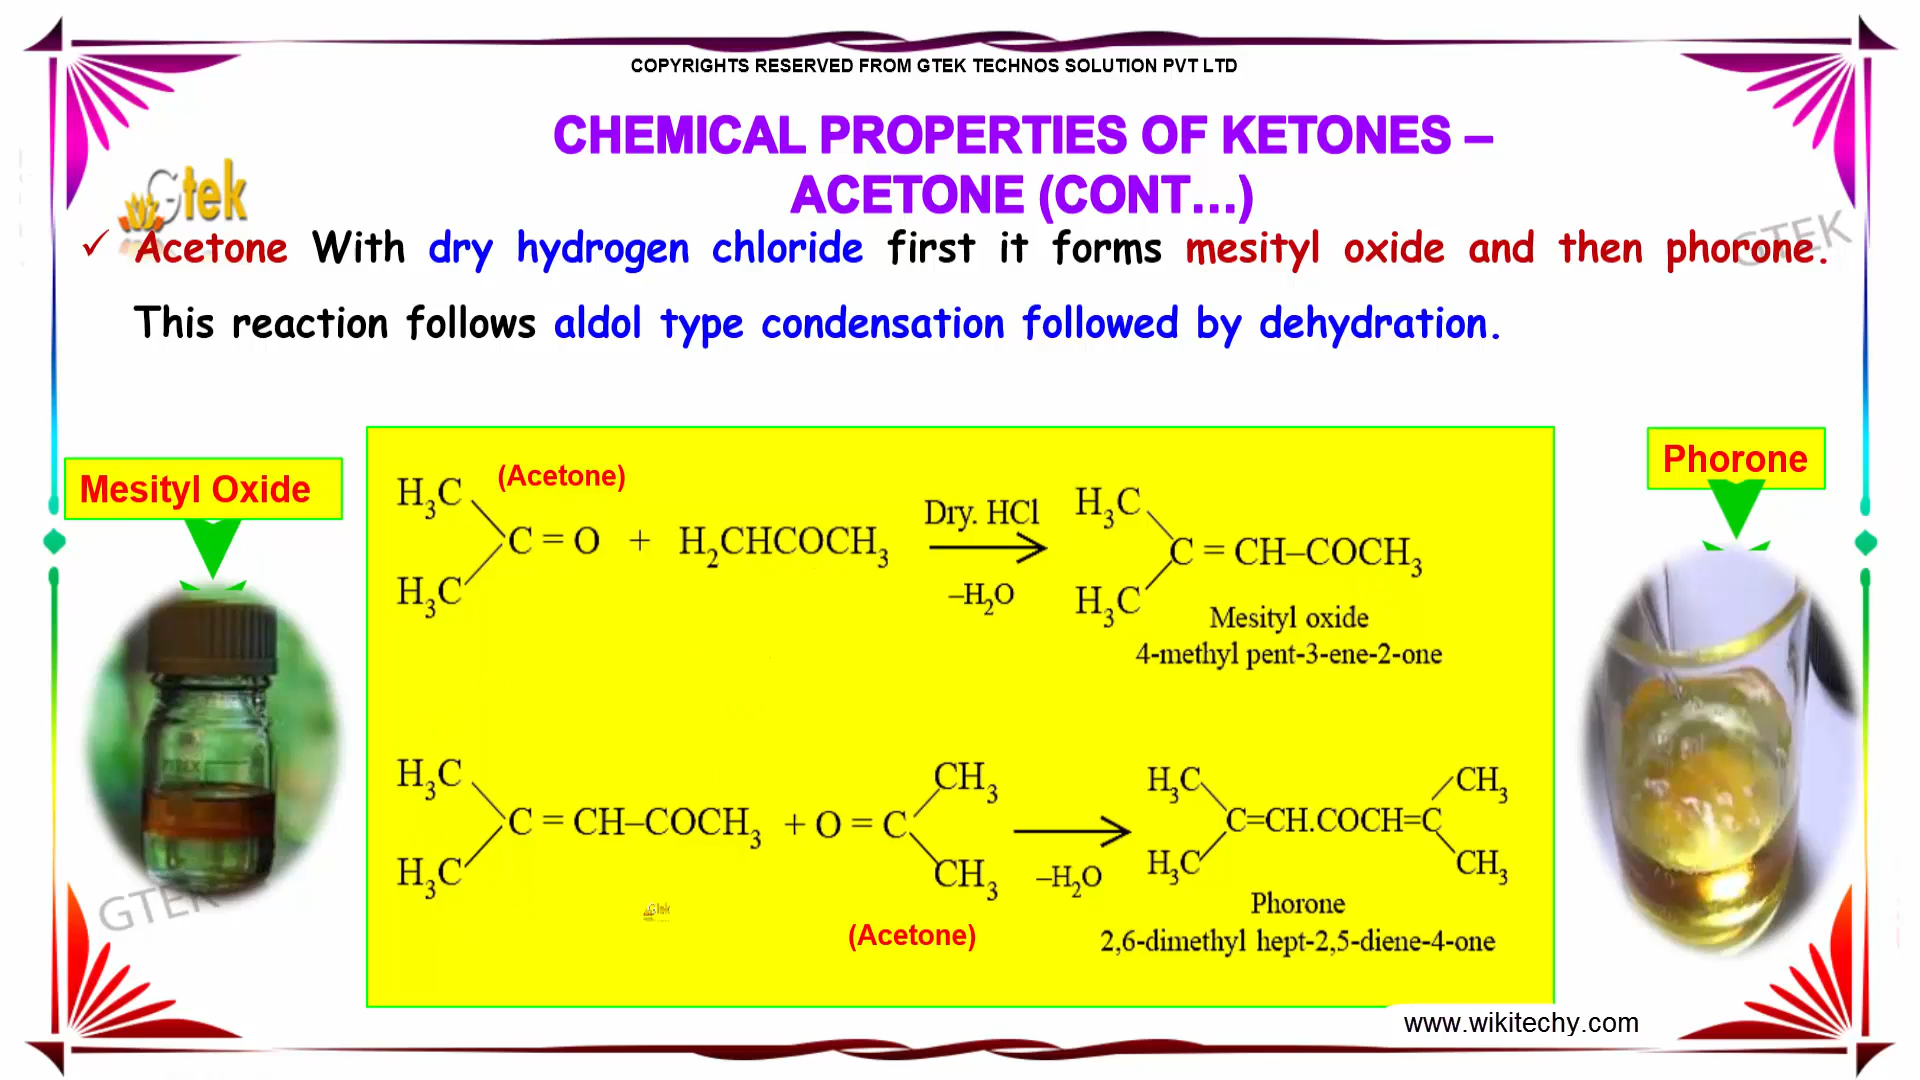 COPYRIGHTS RESERVED FROM GTEK TECHNOS SOLUTION PVT LTD
CHEMICAL PROPERTIES OF KETONES –
ACETONE (CONT...)
Gtek
GTEK
✓ Acetone With dry hydrogen chloride first it forms mesityl oxide and then phorone.
This reaction follows aldol type condensation followed by dehydration.
Mesityl Oxide
Phorone
(Acetone)
H₃C
C = O + H₂CHCOCH₃
H₃C
Dry. HCl
–H₂O
H₃C
C = CH–COCH₃
H₃C
Mesityl oxide
4-methyl pent-3-ene-2-one
H₃C
C = CH–COCH₃ + O = C
H₃C
CH₃
CH₃
–H₂O
(Acetone)
H₃C
CH₃
C=CH.COCH=C
H₃C
CH₃
Phorone
2,6-dimethyl hept-2,5-diene-4-one
Gtek
GTEK
www.wikitechy.com